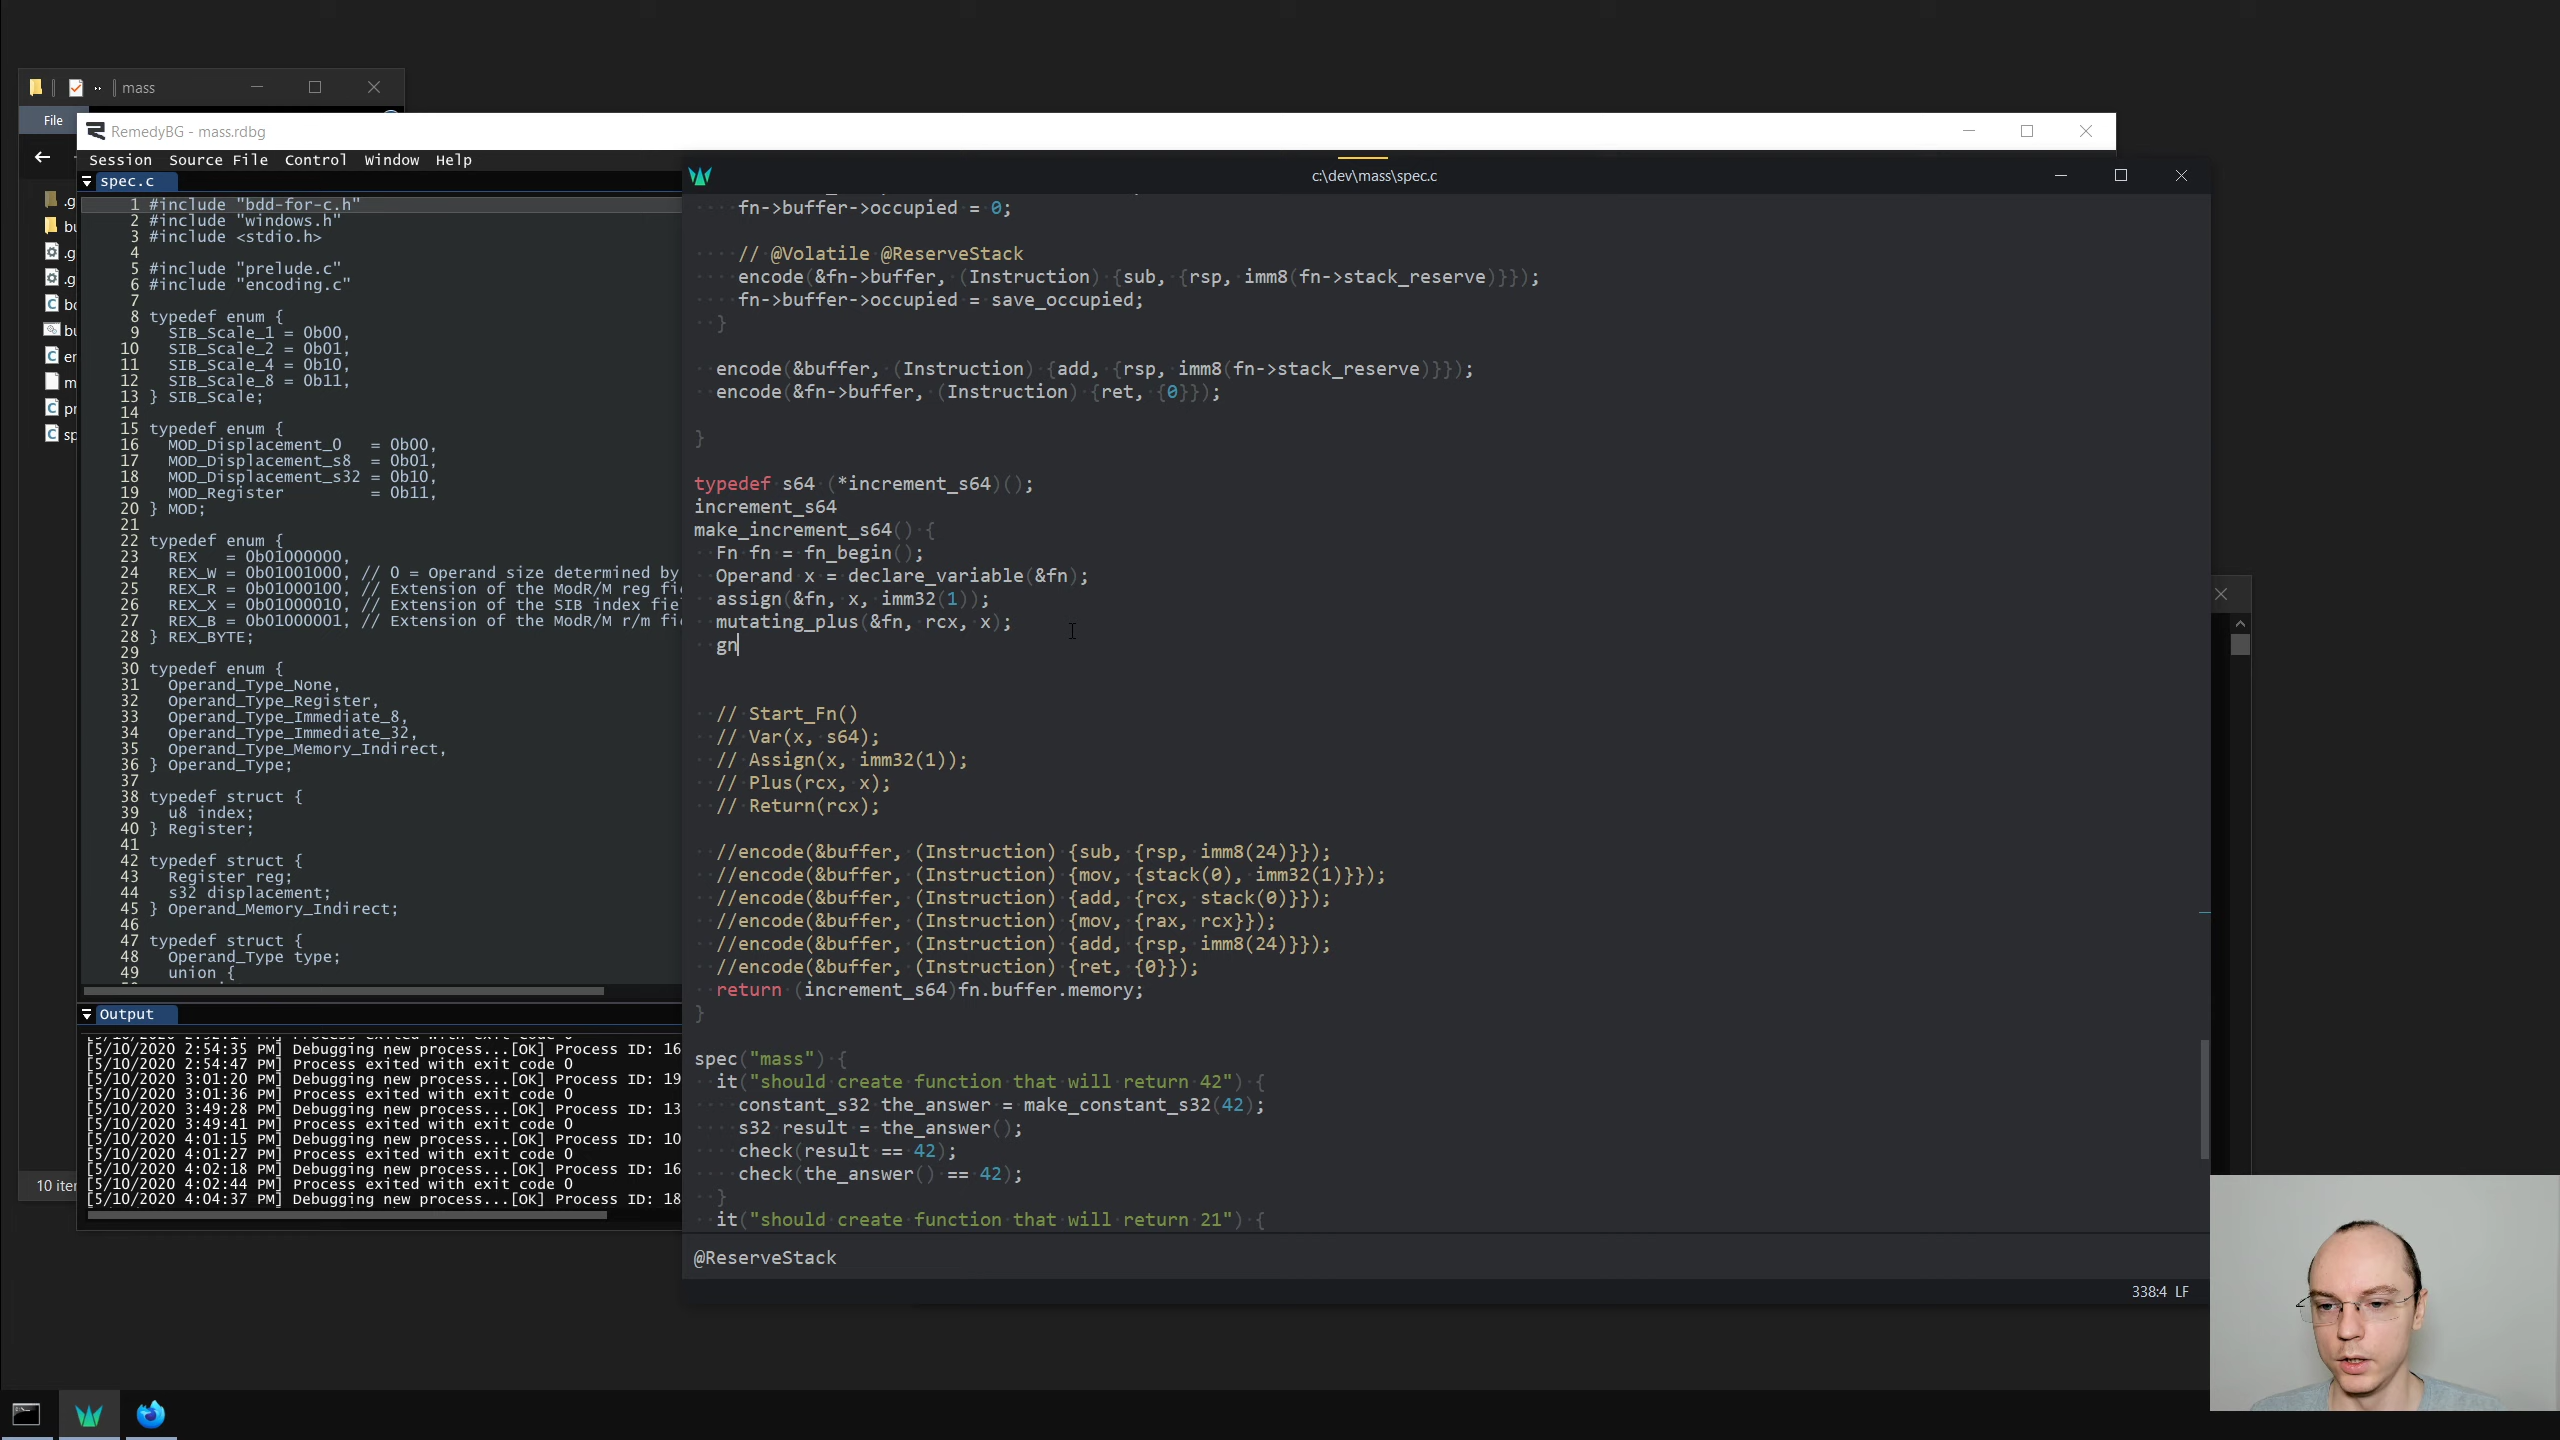 mass
File
RemedyBG - mass.rdbg
Session Source File Control Window Help
spec.c
1 #include "bdd-for-c.h"
2 #include "windows.h"
3 #include <stdio.h>
4
5 #include "prelude.c"
6 #include "encoding.c"
7
8 typedef enum {
9 SIB_Scale_1 = 0b00,
10 SIB_Scale_2 = 0b01,
11 SIB_Scale_4 = 0b10,
12 SIB_Scale_8 = 0b11,
13 } SIB_Scale;
14
15 typedef enum {
16 MOD_Displacement_0 = 0b00,
17 MOD_Displacement_s8 = 0b01,
18 MOD_Displacement_s32 = 0b10,
19 MOD_Register = 0b11,
20 } MOD;
21
22 typedef enum {
23 REX = 0b01000000,
24 REX_W = 0b01001000, // 0 = Operand size determined by
25 REX_R = 0b01000100, // Extension of the ModR/M reg fi
26 REX_X = 0b01000010, // Extension of the SIB index fie
27 REX_B = 0b01000001, // Extension of the ModR/M r/m fi
28 } REX_BYTE;
29
30 typedef enum {
31 Operand_Type_None,
32 Operand_Type_Register,
33 Operand_Type_Immediate_8,
34 Operand_Type_Immediate_32,
35 Operand_Type_Memory_Indirect,
36 } Operand_Type;
37
38 typedef struct {
39 u8 index;
40 } Register;
41
42 typedef struct {
43 Register reg;
44 s32 displacement;
45 } Operand_Memory_Indirect;
46
47 typedef struct {
48 Operand_Type type;
49 union {
Output
[5/10/2020 2:54:35 PM] Debugging new process...[OK] Process ID: 16
[5/10/2020 2:54:47 PM] Process exited with exit code 0
[5/10/2020 3:01:20 PM] Debugging new process...[OK] Process ID: 19
[5/10/2020 3:01:36 PM] Process exited with exit code 0
[5/10/2020 3:49:28 PM] Debugging new process...[OK] Process ID: 13
[5/10/2020 3:49:41 PM] Process exited with exit code 0
[5/10/2020 4:01:15 PM] Debugging new process...[OK] Process ID: 10
[5/10/2020 4:01:27 PM] Process exited with exit code 0
[5/10/2020 4:02:18 PM] Debugging new process...[OK] Process ID: 16
[5/10/2020 4:02:44 PM] Process exited with exit code 0
[5/10/2020 4:04:37 PM] Debugging new process...[OK] Process ID: 18
10 iter
c:\dev\mass\spec.c
fn->buffer->occupied = 0;
// @Volatile @ReserveStack
encode(&fn->buffer, (Instruction) {sub, {rsp, imm8(fn->stack_reserve)}});
fn->buffer->occupied = save_occupied;
}
encode(&buffer, (Instruction) {add, {rsp, imm8(fn->stack_reserve)}});
encode(&fn->buffer, (Instruction) {ret, {0}});
}
typedef s64 (*increment_s64)();
increment_s64
make_increment_s64() {
Fn fn = fn_begin();
Operand x = declare_variable(&fn);
assign(&fn, x, imm32(1));
mutating_plus(&fn, rcx, x);
gn
// Start_Fn()
// Var(x, s64);
// Assign(x, imm32(1));
// Plus(rcx, x);
// Return(rcx);
//encode(&buffer, (Instruction) {sub, {rsp, imm8(24)}});
//encode(&buffer, (Instruction) {mov, {stack(0), imm32(1)}});
//encode(&buffer, (Instruction) {add, {rcx, stack(0)}});
//encode(&buffer, (Instruction) {mov, {rax, rcx}});
//encode(&buffer, (Instruction) {add, {rsp, imm8(24)}});
//encode(&buffer, (Instruction) {ret, {0}});
return (increment_s64)fn.buffer.memory;
}
spec("mass") {
it("should create function that will return 42") {
constant_s32 the_answer = make_constant_s32(42);
s32 result = the_answer();
check(result == 42);
check(the_answer() == 42);
}
it("should create function that will return 21") {
@ReserveStack
338:4 LF